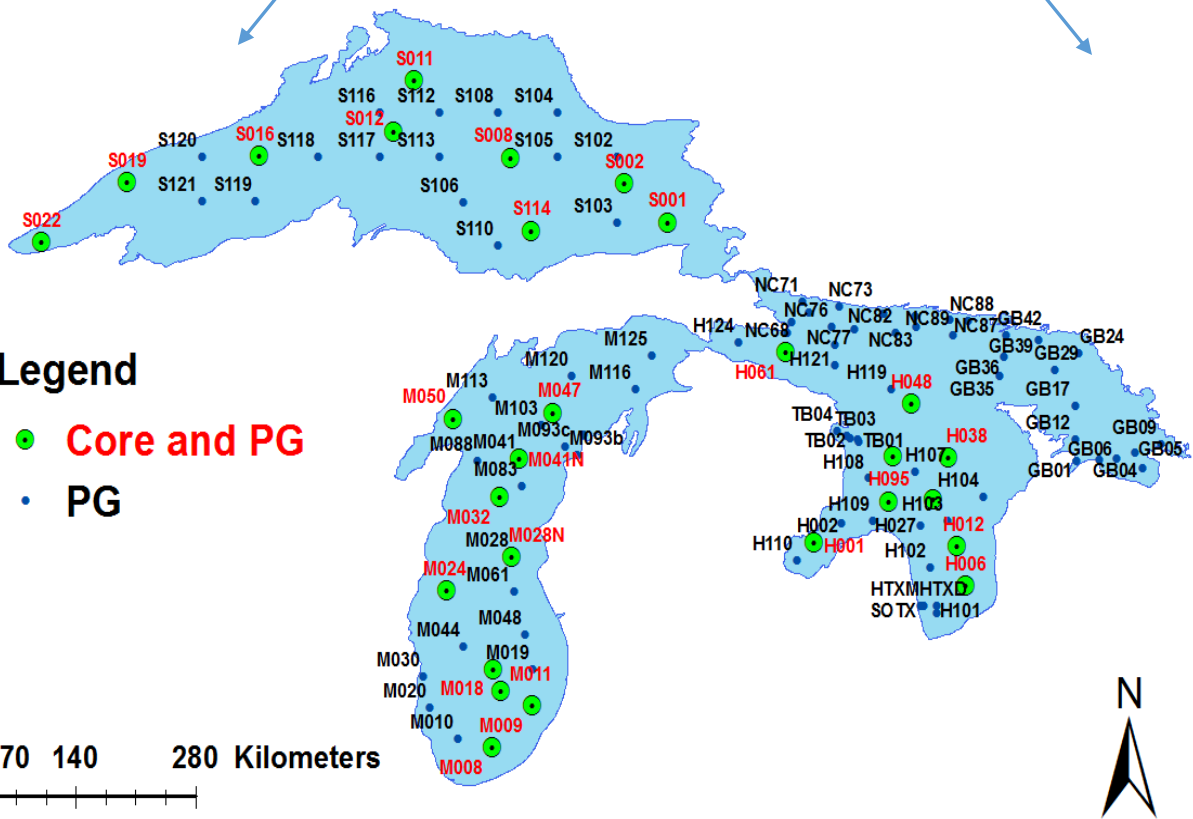 S011
S116 S112 S108 S104
S012
S120 S016 S118 S117 S113 S008 S105 S102
S019 S002
S121 S119 S106 S103 S001
S022 S114
S110
NC71 NC73
NC76 NC88
H124 NC68 NC82 NC89 GB42
NC77 NC83 NC87 GB24
M125 GB39
M120 H121 GB29
H061 GB36
M113 M116 H119 GB35 GB17
M050 M047 H048
M103 TB04 TB03
M093c GB12 GB09
M088 M041 M093b TB02 TB01 H038
M041N H107 GB06 GB05
M083 H108 GB01 GB04
H095 H104
M032 H109 H103
H002 H027 H012
M028 M028N H110 H001
H102
M024 M061 H006
HTXM HTXD
M048 SOTX H101
M044
M030 M019
M020 M018 M011
M010 M009
M008
Legend
Core and PG
PG
70 140 280 Kilometers
N